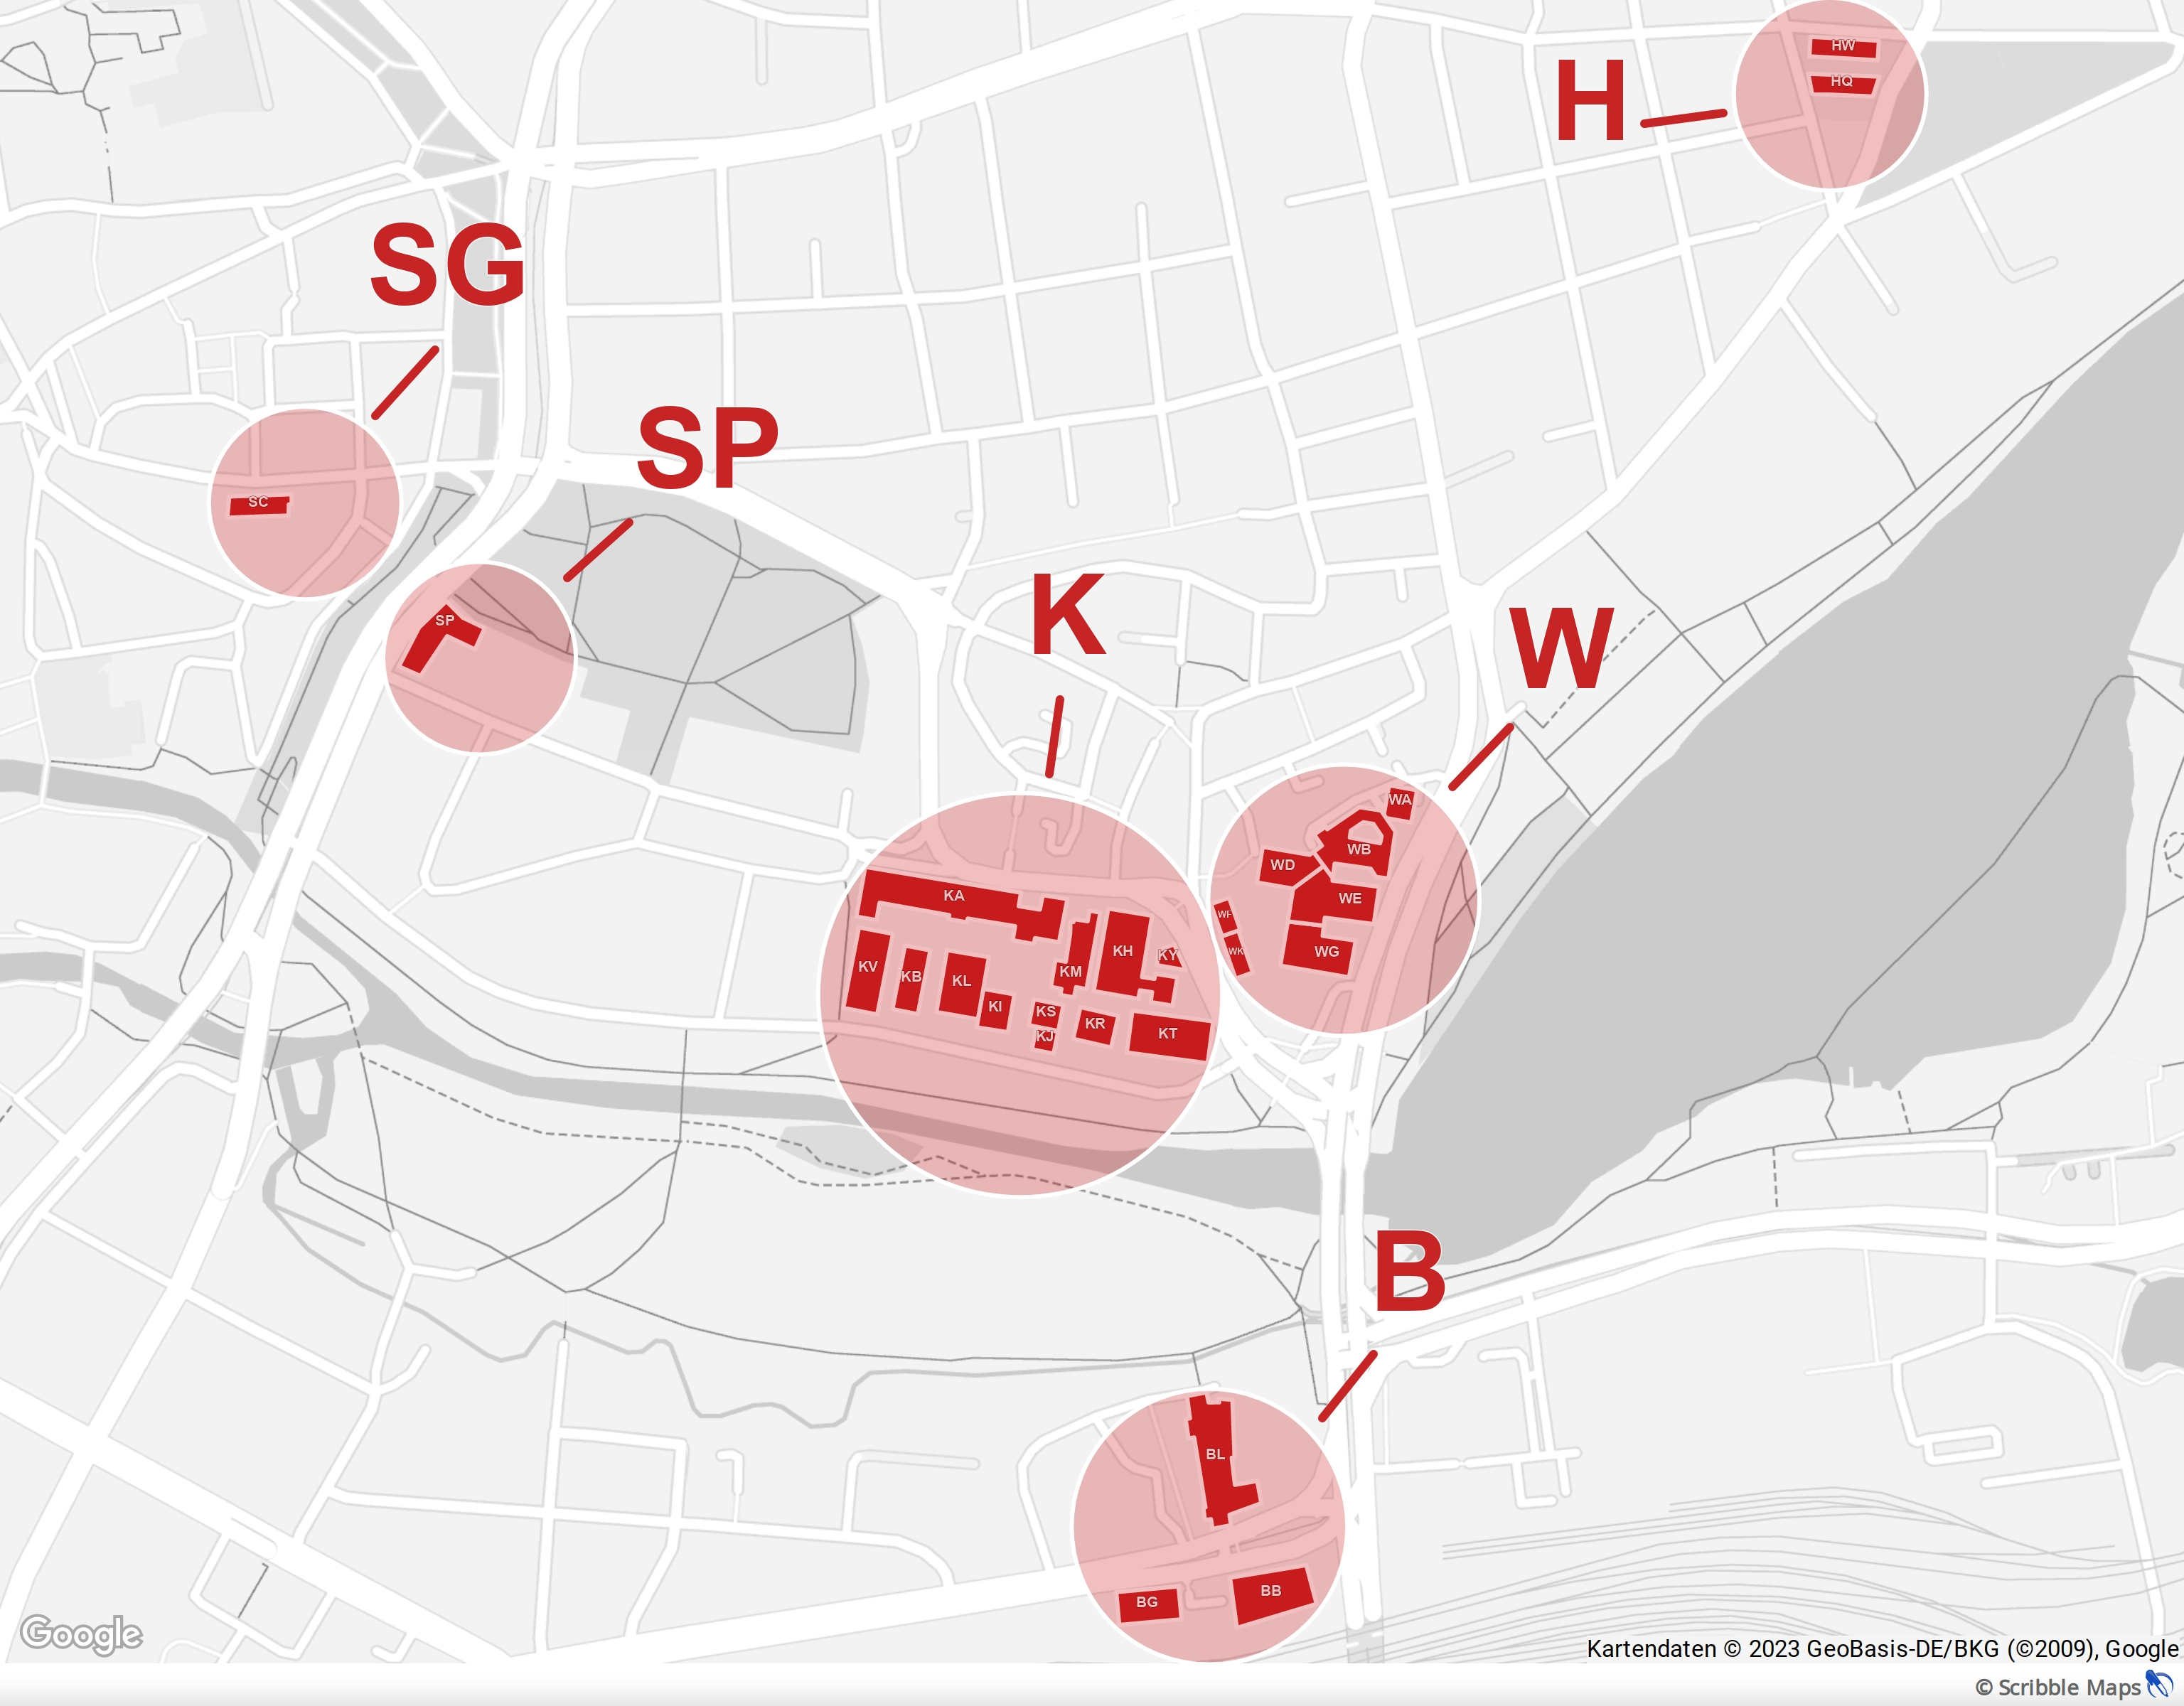 HW
H
HQ
SG
SP
SC
K
W
SP
WA
WB
WD
KA
WE
WF
KH
KY
WK
WG
KV
KB
KL
KM
KI
KS
KR
KJ
KT
B
BL
BG
BB
Google
Kartendaten © 2023 GeoBasis-DE/BKG (©2009), Google
© Scribble Maps